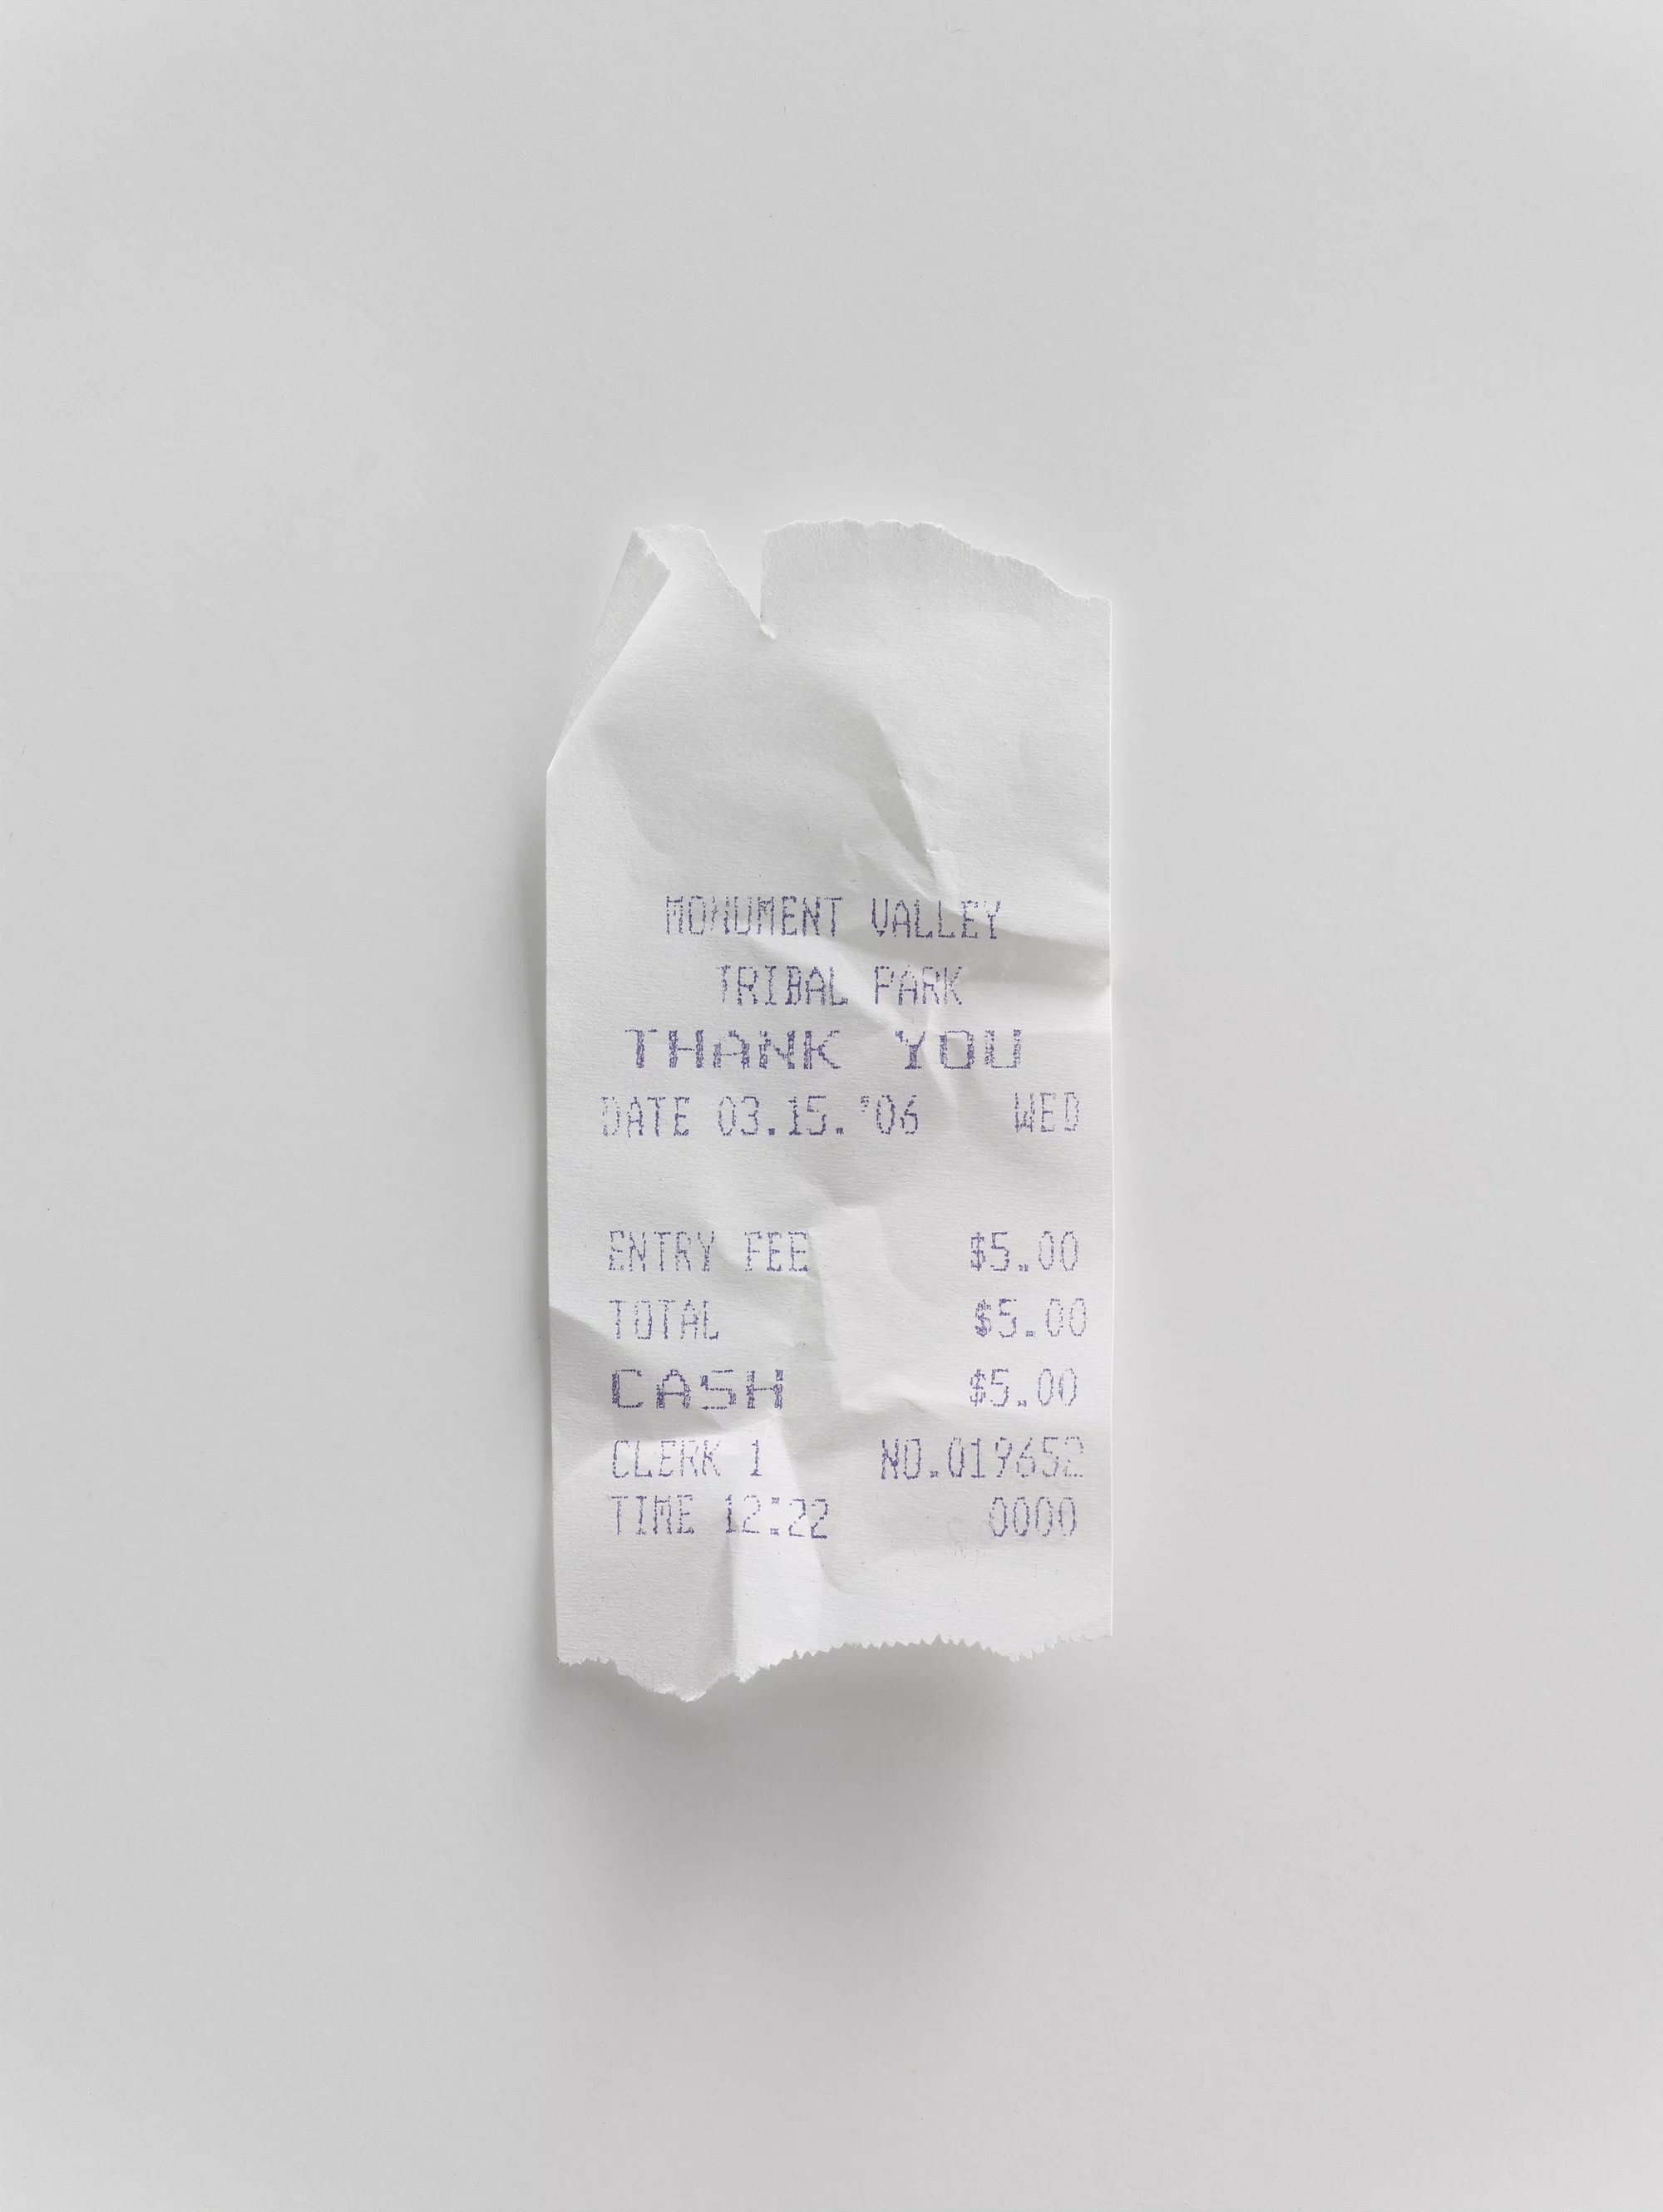 MONUMENT VALLEY
TRIBAL PARK
THANK YOU
DATE 03.15.'06 WED
ENTRY FEE $5.00
TOTAL $5.00
CASH $5.00
CLERK 1 NO.019652
TIME 12:22 0000